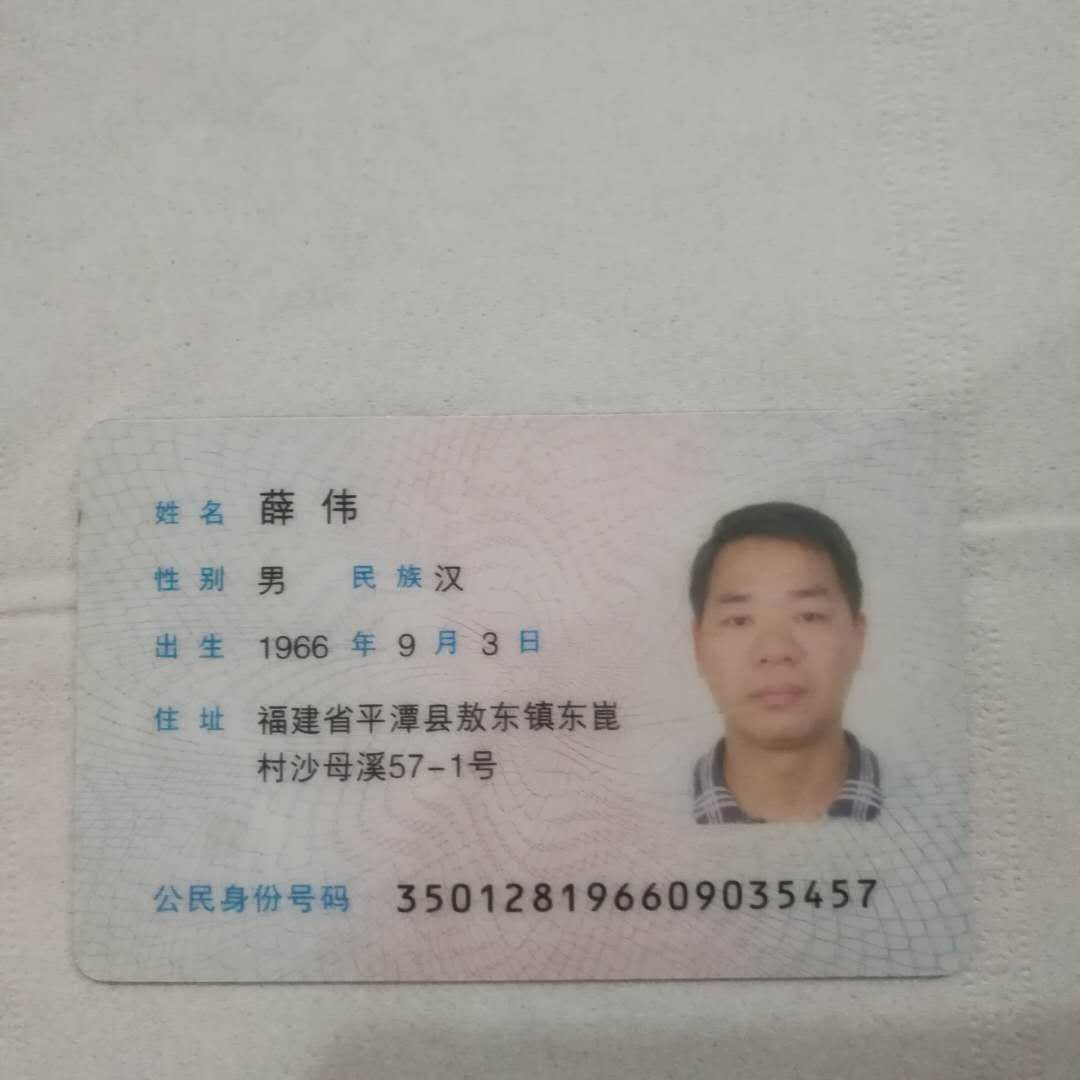 姓名 薛伟
性别 男 民族 汉
出生 1966 年 9 月 3 日
住址 福建省平潭县敖东镇东崑
村沙母溪57-1号
公民身份号码 350128196609035457